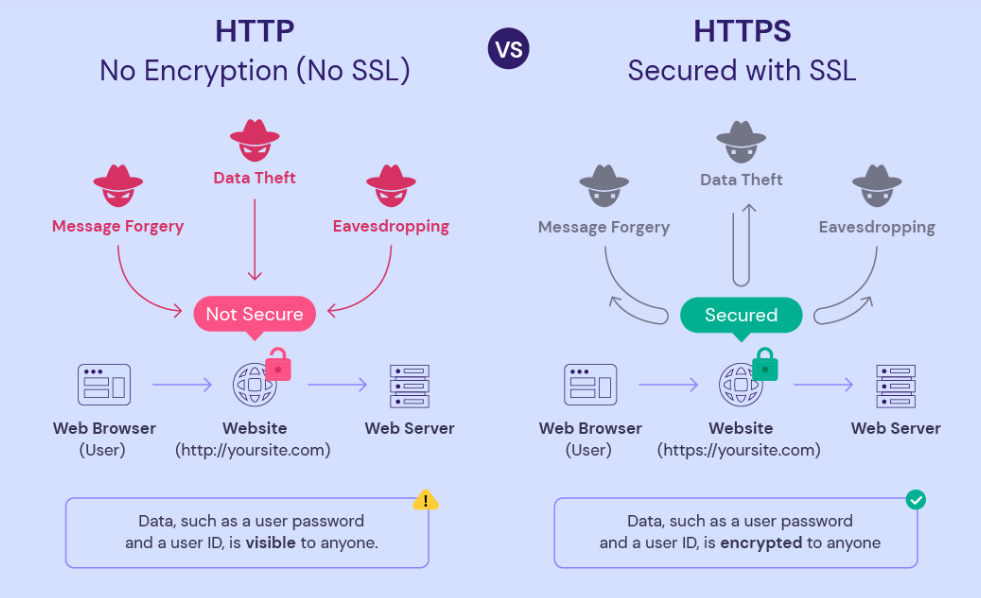 HTTP
No Encryption (No SSL)
Data Theft
Message Forgery
Eavesdropping
Not Secure
Web Browser
(User)
Website
(http://yoursite.com)
Web Server
!
Data, such as a user password
and a user ID, is visible to anyone.
VS
HTTPS
Secured with SSL
Data Theft
Message Forgery
Eavesdropping
Secured
Web Browser
(User)
Website
(https://yoursite.com)
Web Server
Data, such as a user password
and a user ID, is encrypted to anyone